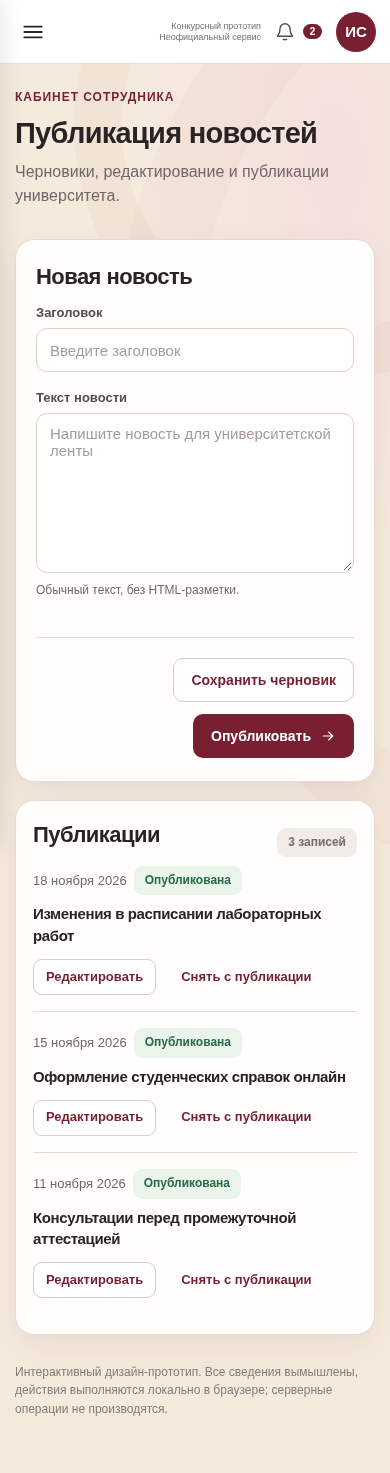 Конкурсный прототип
Неофициальный сервис
2
ИС
КАБИНЕТ СОТРУДНИКА
Публикация новостей
Черновики, редактирование и публикации
университета.
Новая новость
Заголовок
Введите заголовок
Текст новости
Напишите новость для университетской
ленты
Обычный текст, без HTML-разметки.
Сохранить черновик
Опубликовать →
Публикации
3 записей
18 ноября 2026 Опубликована
Изменения в расписании лабораторных
работ
Редактировать Снять с публикации
15 ноября 2026 Опубликована
Оформление студенческих справок онлайн
Редактировать Снять с публикации
11 ноября 2026 Опубликована
Консультации перед промежуточной
аттестацией
Редактировать Снять с публикации
Интерактивный дизайн-прототип. Все сведения вымышлены,
действия выполняются локально в браузере; серверные
операции не производятся.